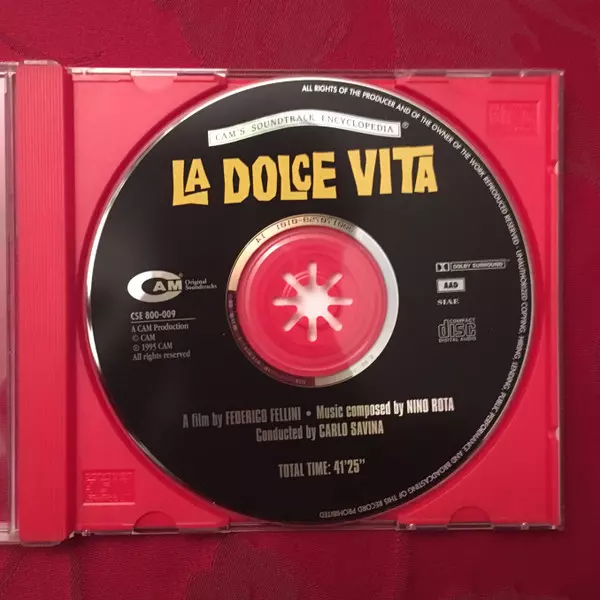 CAM'S SOUNDTRACK ENCYCLOPEDIA ®
LA DOLCE VITA
CAM Original
Soundtracks
CSE 800-009
A CAM Production
© CAM
℗ 1995 CAM
All rights reserved
DOLBY SURROUND
AAD
SIAE
COMPACT
disc
DIGITAL AUDIO
A film by FEDERICO FELLINI • Music composed by NINO ROTA
Conducted by CARLO SAVINA
TOTAL TIME: 41'25"
ALL RIGHTS OF THE PRODUCER AND OF THE OWNER OF THE WORK REPRODUCED RESERVED - UNAUTHORIZED COPYING, HIRING, LENDING, PUBLIC PERFORMANCE AND BROADCASTING OF THIS RECORD PROHIBITED